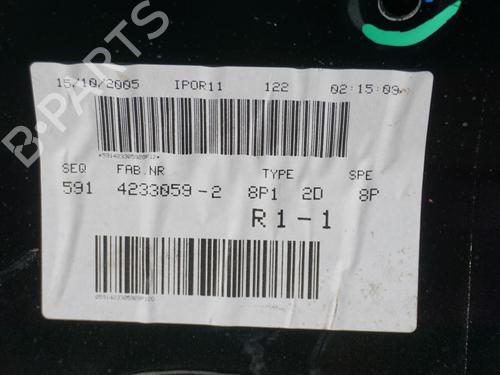 15/10/2005 IPOR11 122 02:15:09
SEQ FAB.NR TYPE SPE
591 4233059-2 8P1 2D 8P
R1-1
B-PARTS